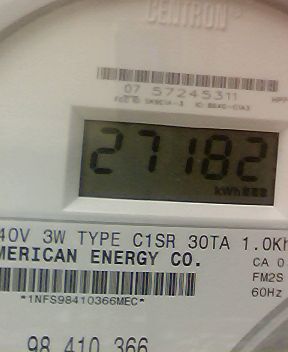 CENTRON
07 57245311
27182
kWh
40V 3W TYPE C1SR 30TA 1.0Kh
MERICAN ENERGY CO.
CA 0
FM2S
60Hz
*1NFS98410366MEC*
98 410 366